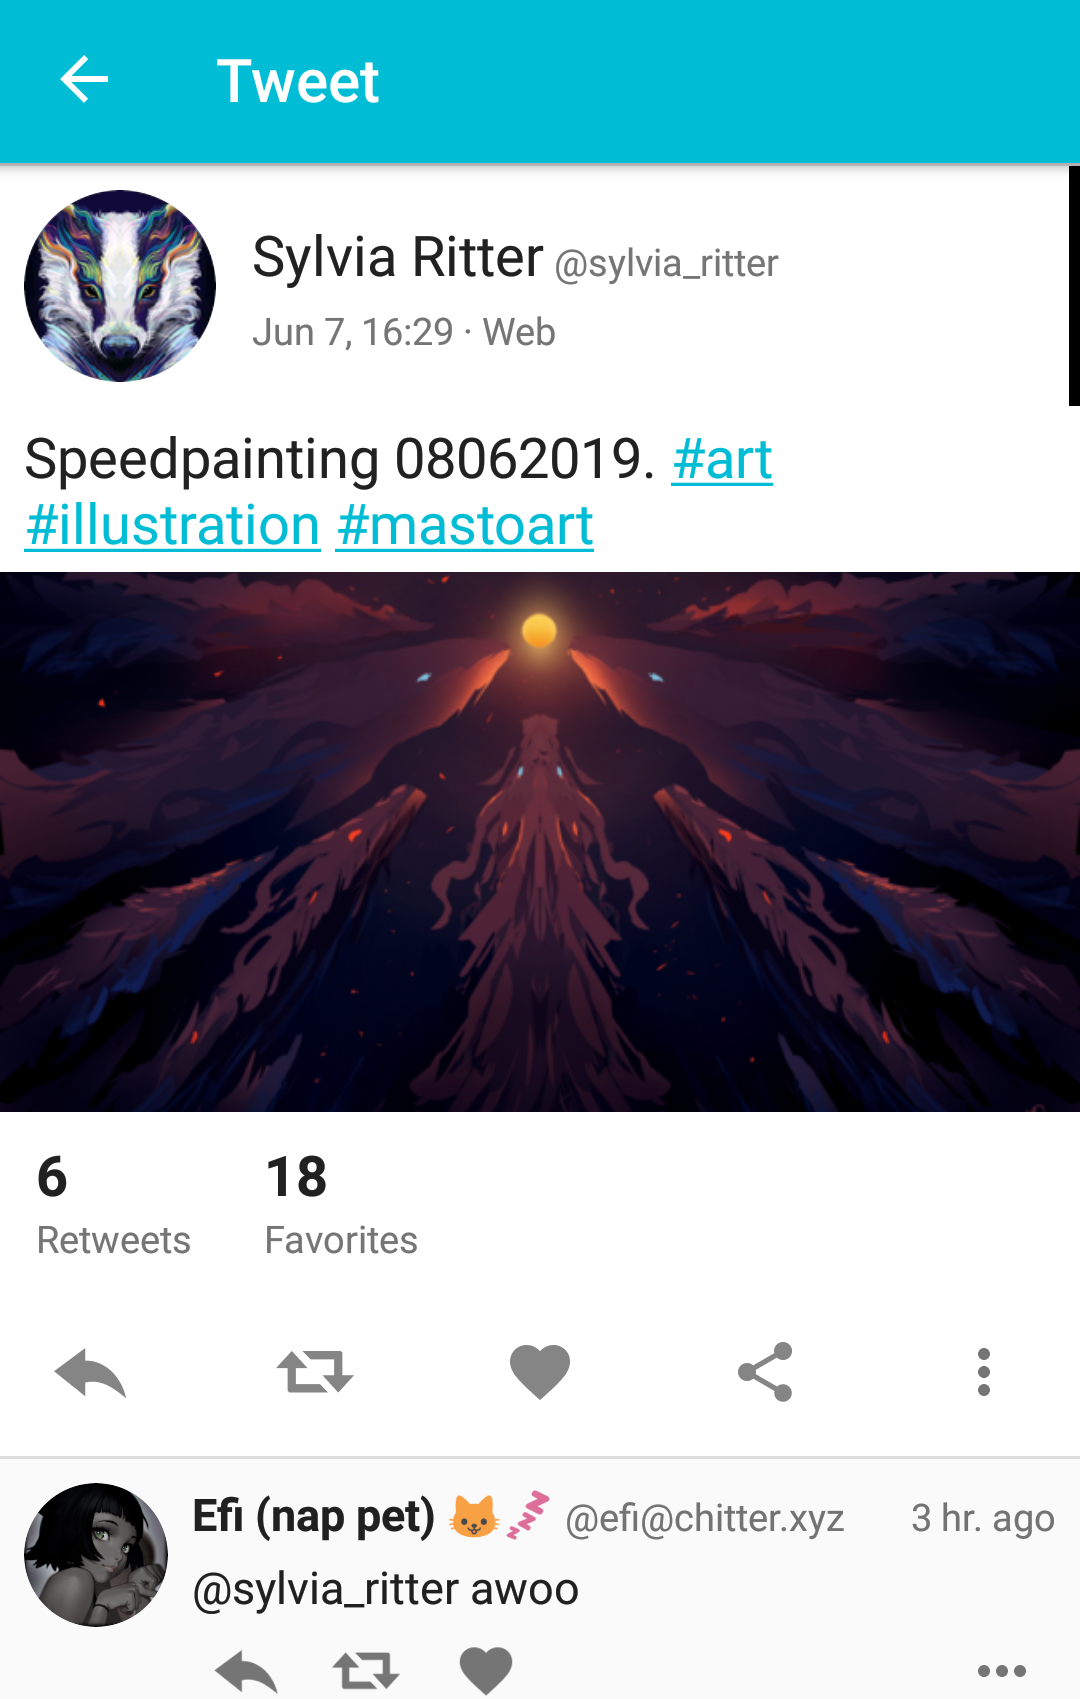 Tweet
Sylvia Ritter @sylvia_ritter
Jun 7, 16:29 · Web
Speedpainting 08062019. #art
#illustration #mastoart
6 18
Retweets Favorites
Efi (nap pet) 🐱💤 @efi@chitter.xyz 3 hr. ago
@sylvia_ritter awoo